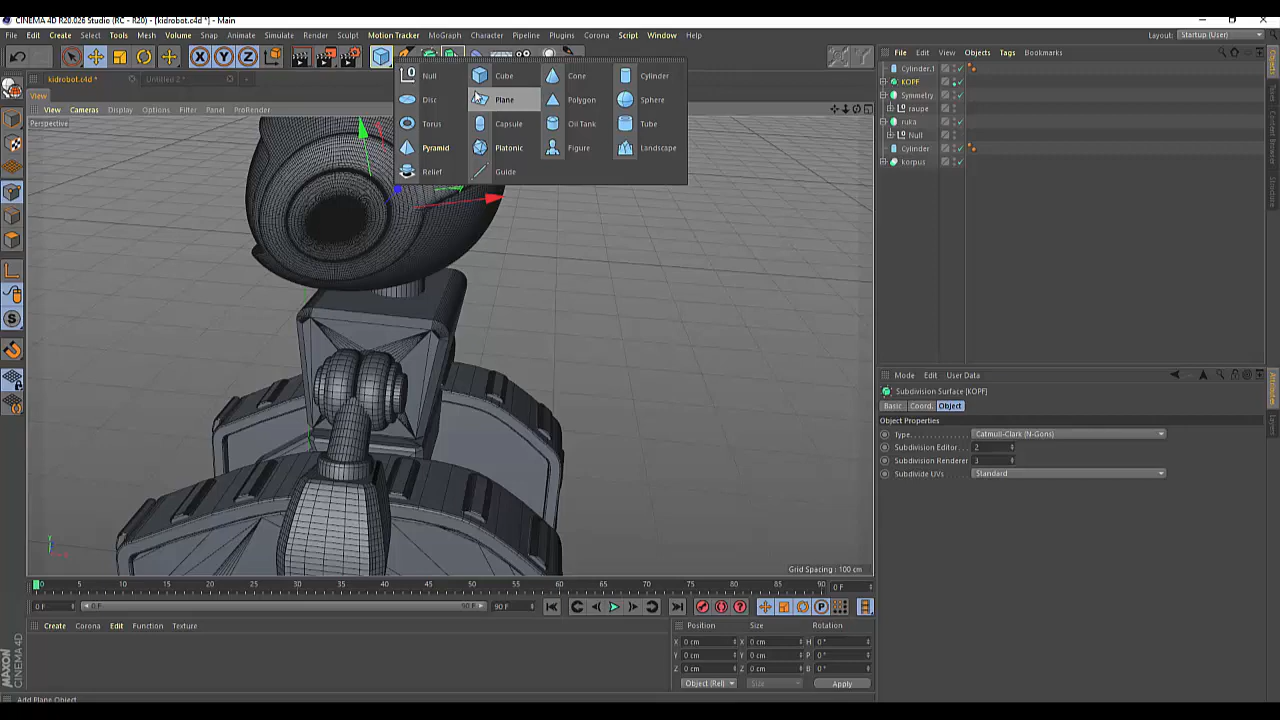 CINEMA 4D R20.026 Studio (RC - R20) - [kidrobot.c4d *] - Main
File Edit Create Select Tools Mesh Volume Snap Animate Simulate Render Sculpt Motion Tracker MoGraph Character Pipeline Plugins Corona Script Window Help
Layout: Startup (User)
X Y Z
kidrobot.c4d * Untitled 2 *
View
View Cameras Display Options Filter Panel ProRender
Perspective
Null Cube Cone Cylinder
Disc Plane Polygon Sphere
Torus Capsule Oil Tank Tube
Pyramid Platonic Figure Landscape
Relief Guide
File Edit View Objects Tags Bookmarks
Cylinder.1
KOPF
Symmetry
raupe
ruka
Null
Cylinder
korpus
Mode Edit User Data
Subdivision Surface [KOPF]
Basic Coord. Object
Object Properties
Type Catmull-Clark (N-Gons)
Subdivision Editor 2
Subdivision Renderer 3
Subdivide UVs Standard
Grid Spacing : 100 cm
0 5 10 15 20 25 30 35 40 45 50 55 60 65 70 75 80 85 90 0 F
0 F 0 F 90 F 90 F
Create Corona Edit Function Texture
Position Size Rotation
X 0 cm X 0 cm H 0 °
Y 0 cm Y 0 cm P 0 °
Z 0 cm Z 0 cm B 0 °
Object (Rel) Size Apply
MAXON CINEMA 4D
Add Plane Object